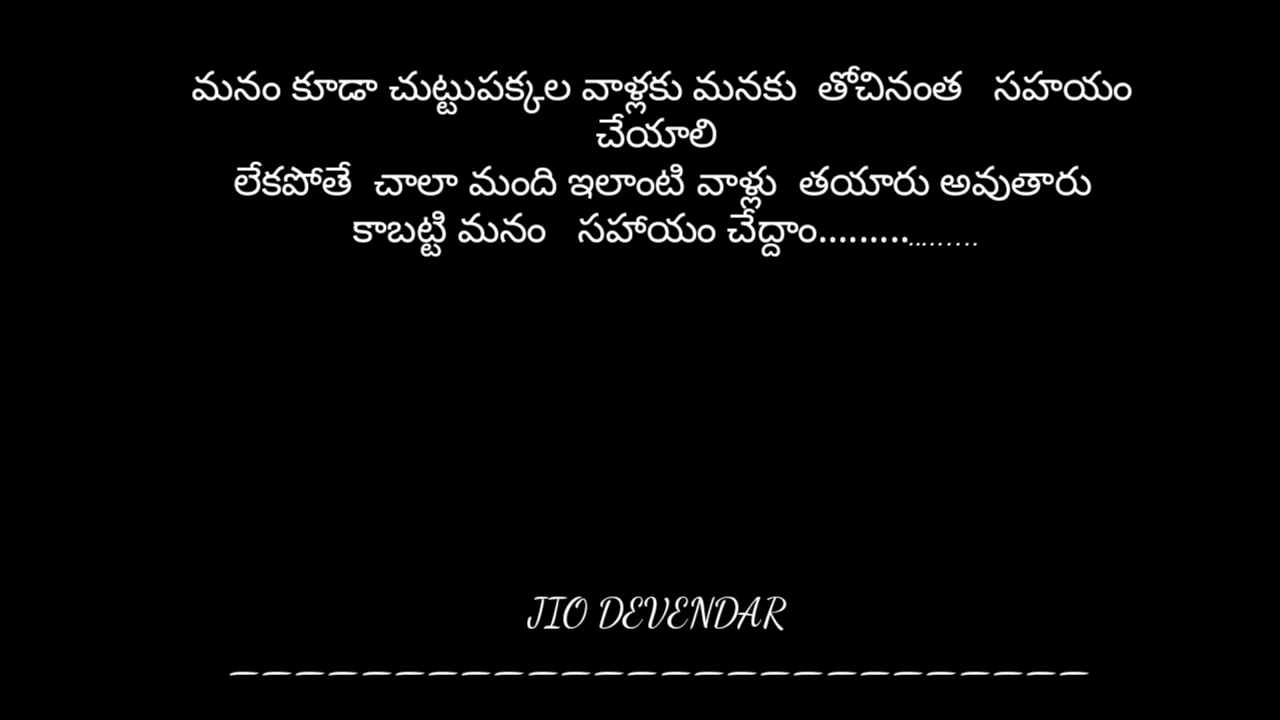 మనం కూడా చుట్టుపక్కల వాళ్లకు మనకు తోచినంత సహయం
చేయాలి
లేకపోతే చాలా మంది ఇలాంటి వాళ్లు తయారు అవుతారు
కాబట్టి మనం సహాయం చేద్దాం..................
JIO DEVENDAR